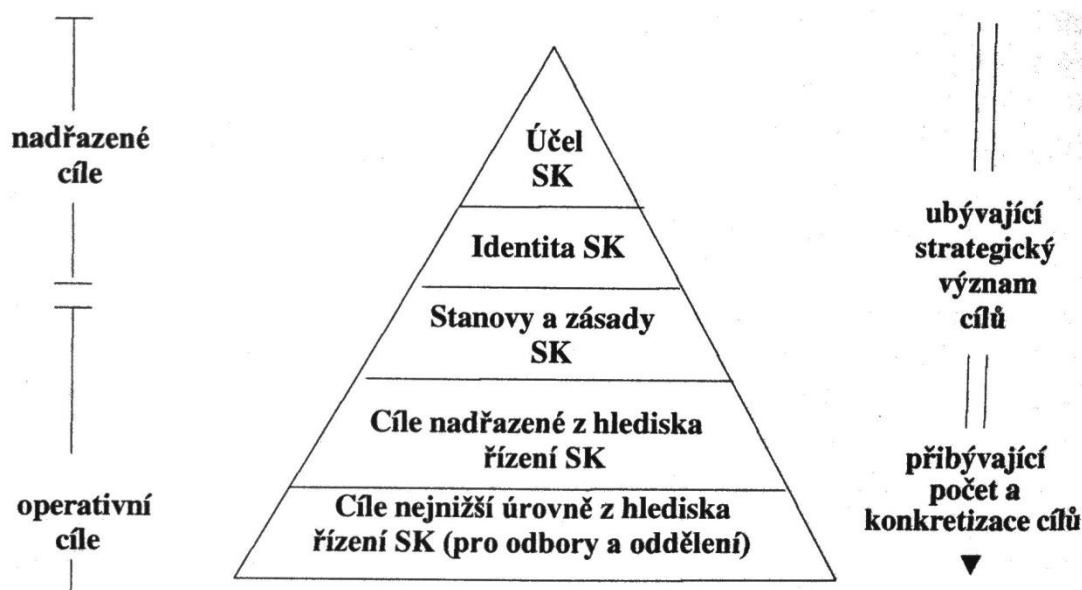 nadřazené
cíle
operativní
cíle
Účel
SK
Identita SK
Stanovy a zásady
SK
Cíle nadřazené z hlediska
řízení SK
Cíle nejnižší úrovně z hlediska
řízení SK (pro odbory a oddělení)
ubývající
strategický
význam
cílů
přibývající
počet a
konkretizace cílů